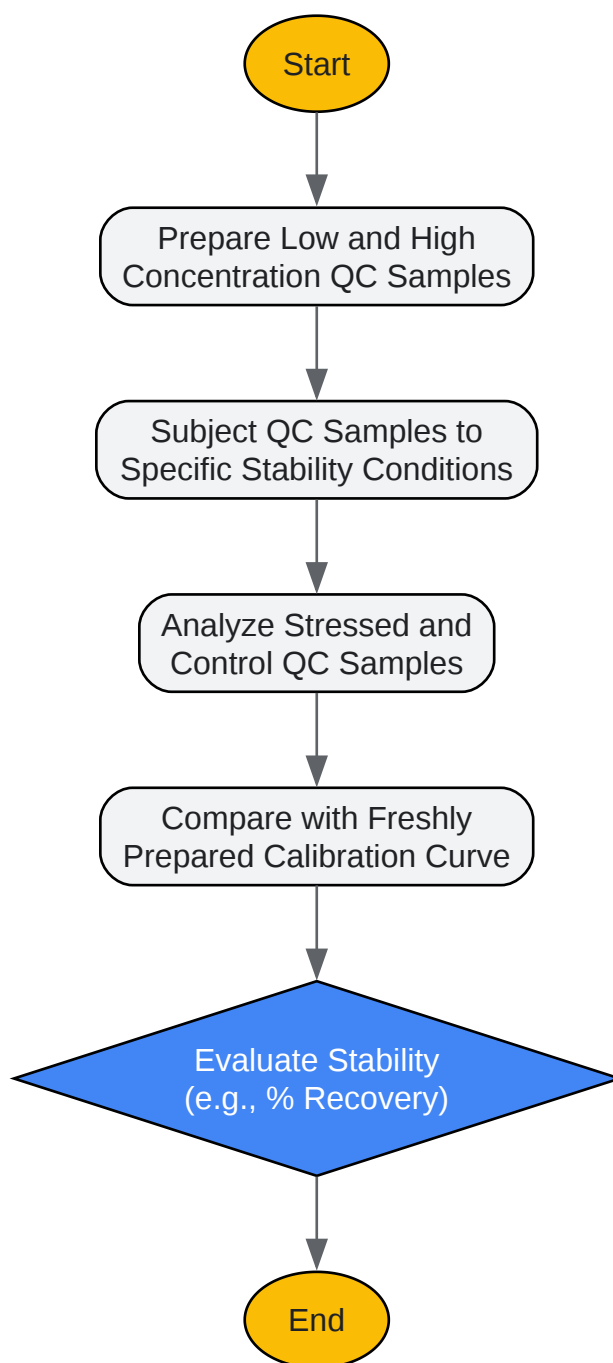 Start
Prepare Low and High
Concentration QC Samples
Subject QC Samples to
Specific Stability Conditions
Analyze Stressed and
Control QC Samples
Compare with Freshly
Prepared Calibration Curve
Evaluate Stability
(e.g., % Recovery)
End